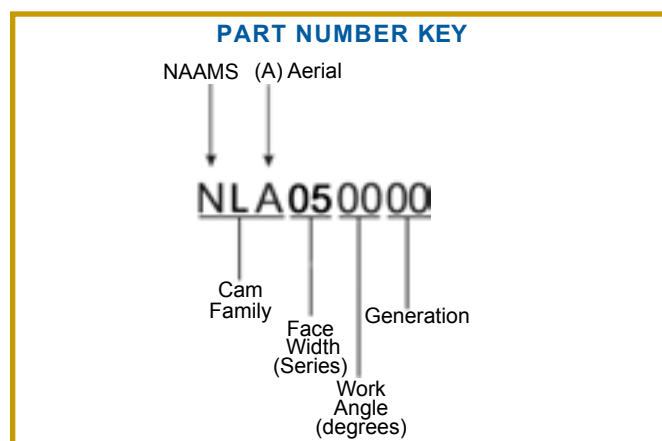 PART NUMBER KEY
NAAMS (A) Aerial
NLA050000
Cam
Family
Face
Width
(Series)
Generation
Work
Angle
(degrees)